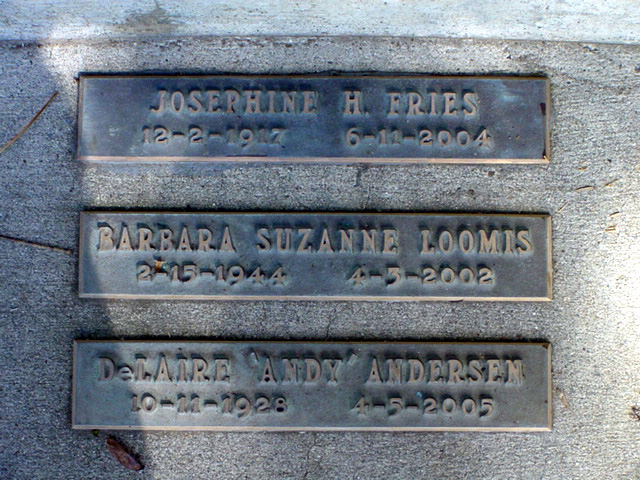 JOSEPHINE H. FRIES
12-2-1917 6-11-2004
BARBARA SUZANNE LOOMIS
2-15-1944 4-3-2002
DeLAIRE "ANDY" ANDERSEN
10-11-1928 4-5-2005